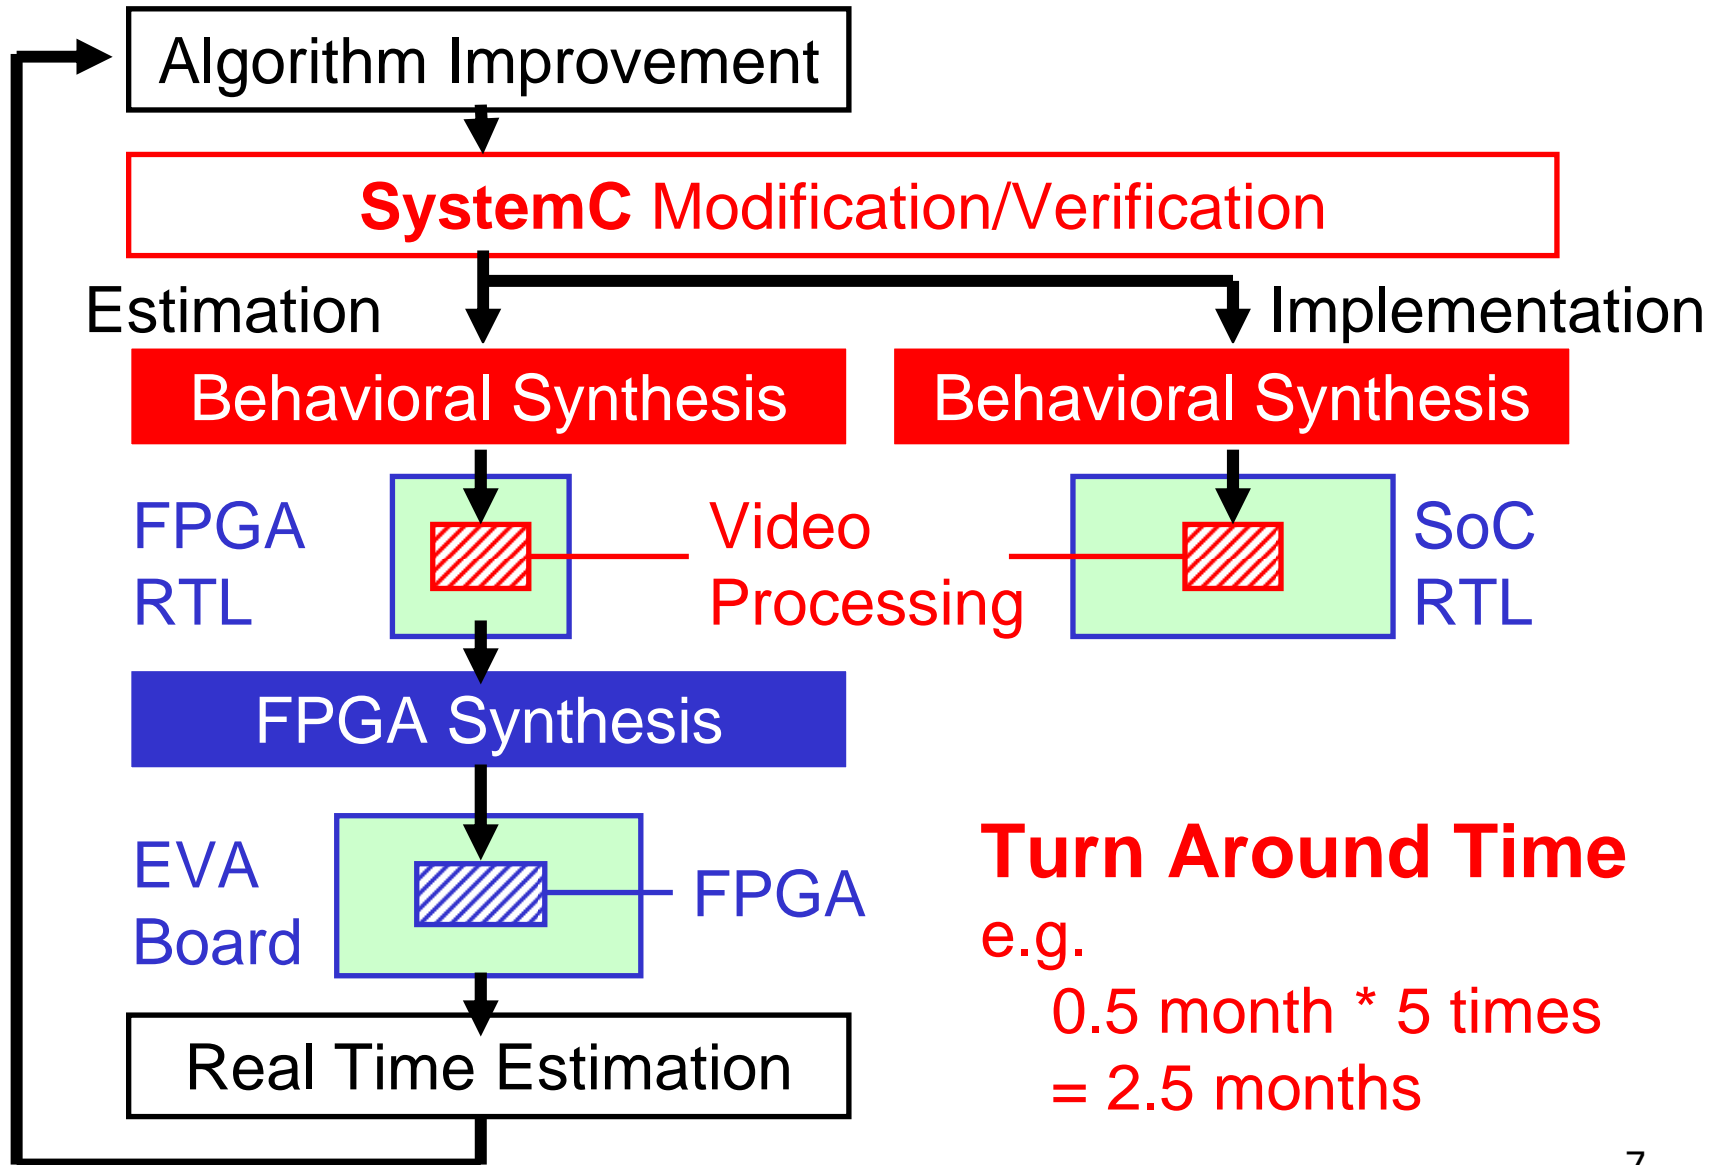 Algorithm Improvement
SystemC Modification/Verification
Estimation
Implementation
Behavioral Synthesis
Behavioral Synthesis
FPGA
RTL
Video
Processing
SoC
RTL
FPGA Synthesis
EVA
Board
FPGA
Turn Around Time
e.g.
0.5 month * 5 times
= 2.5 months
Real Time Estimation
7